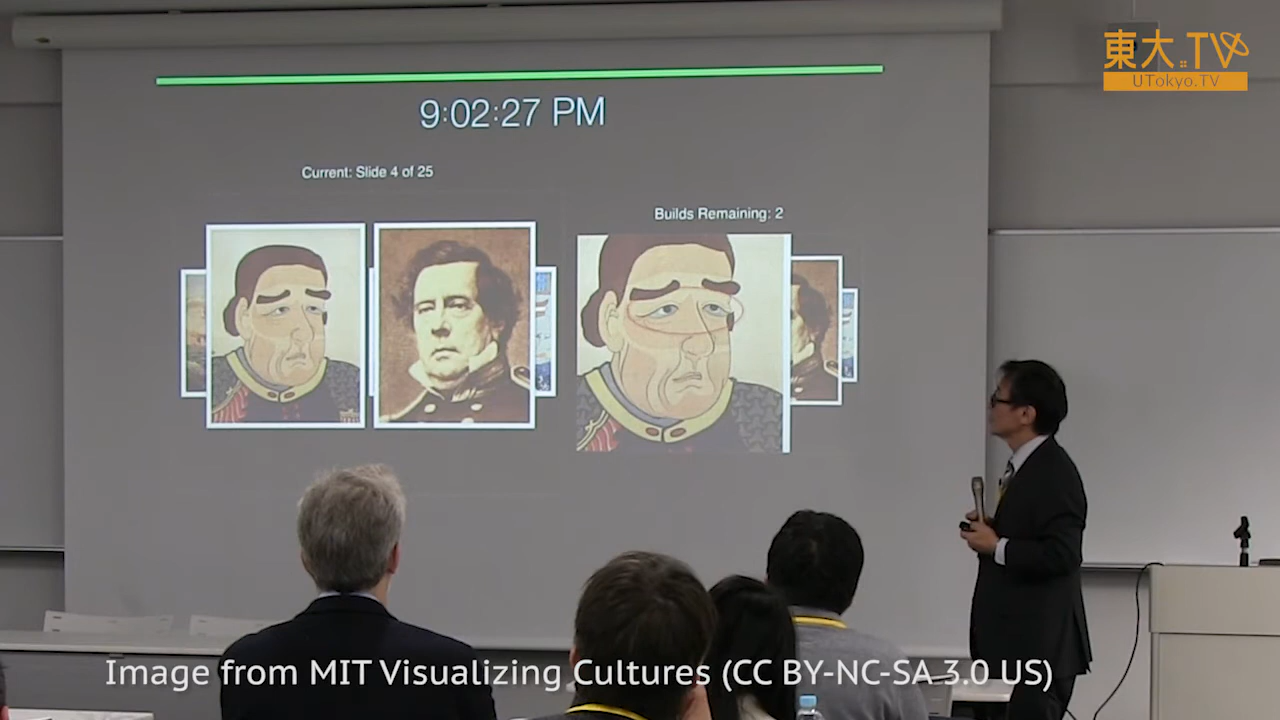 東大.TV
UTokyo.TV
9:02:27 PM
Current: Slide 4 of 25
Builds Remaining: 2
Image from MIT Visualizing Cultures (CC BY-NC-SA 3.0 US)